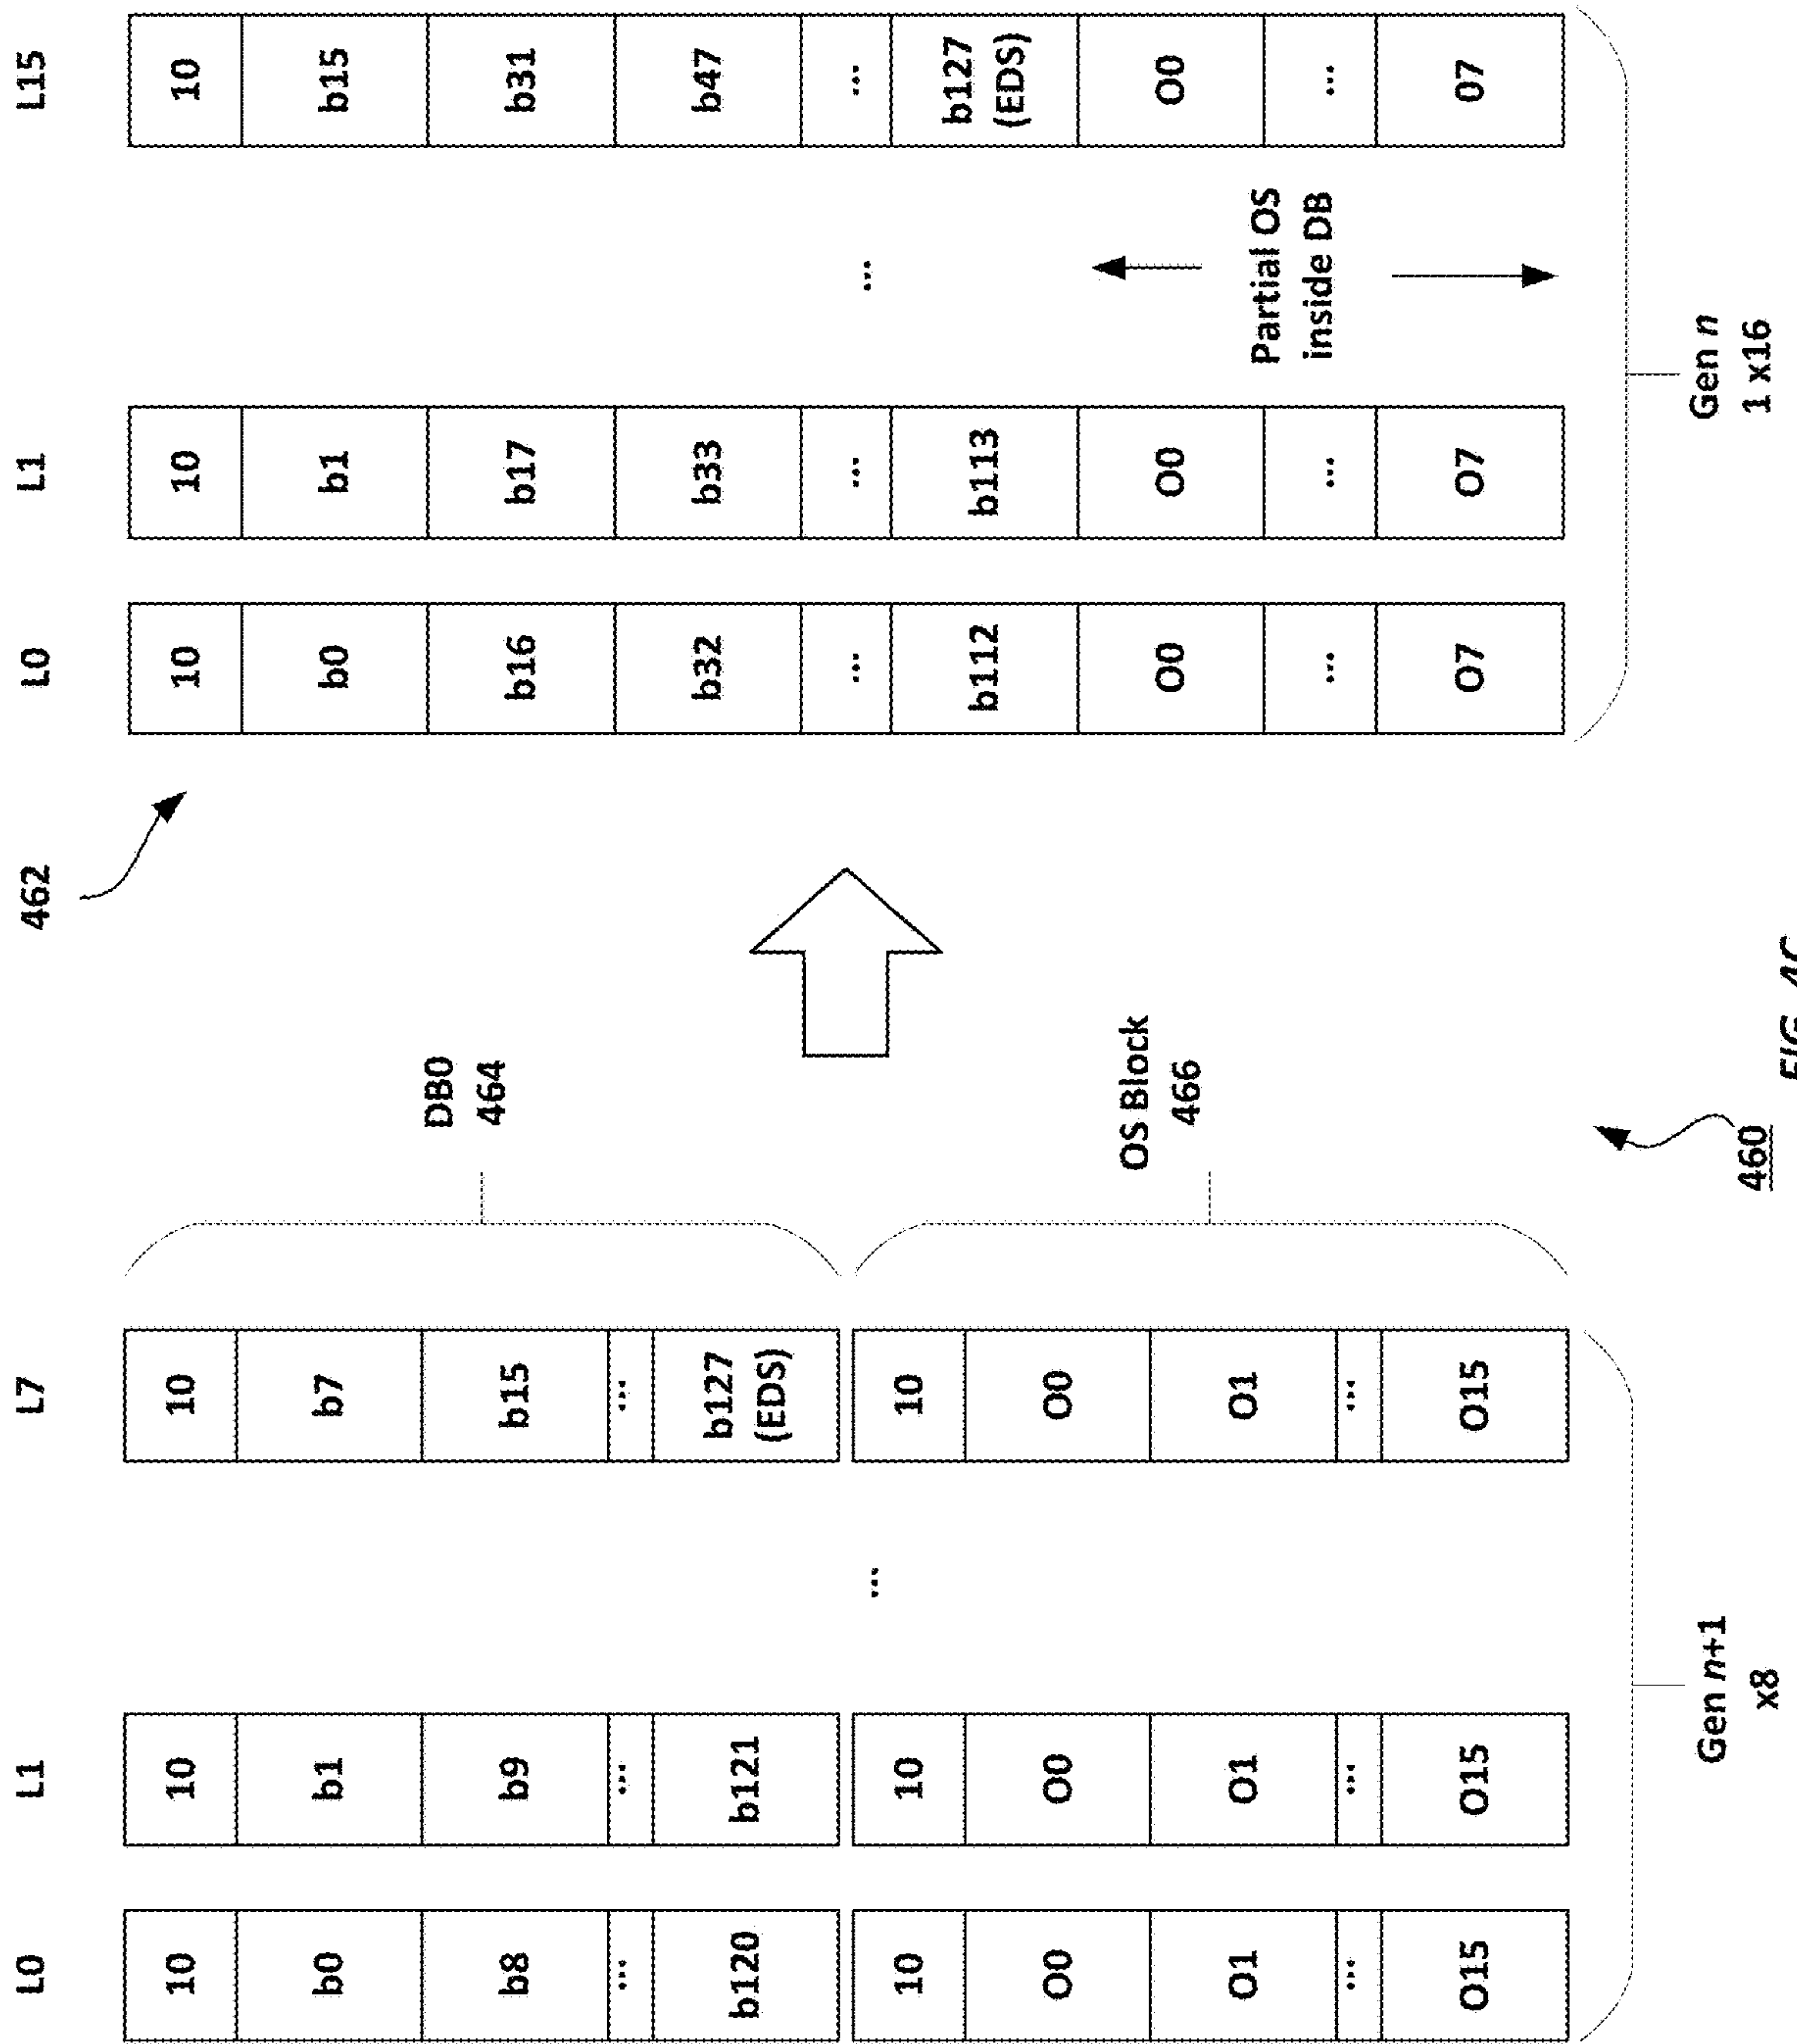 L0 L1 L7
10 10 10
b0 b1 b7
b8 b9 b15
... ... ...
b120 b121 b127
(EDS)
...
10 10 10
O0 O0 O0
O1 O1 O1
... ... ...
O15 O15 O15
Gen n+1
x8
DB0
464
OS Block
466
460
462
L0 L1 L15
10 10 10
b0 b1 b15
b16 b17 b31
b32 b33 b47
... ... ...
...
b112 b113 b127
(EDS)
O0 O0 O0
... ... ...
O7 O7 07
Partial OS
inside DB
Gen n
1 x16
FIG. 4C